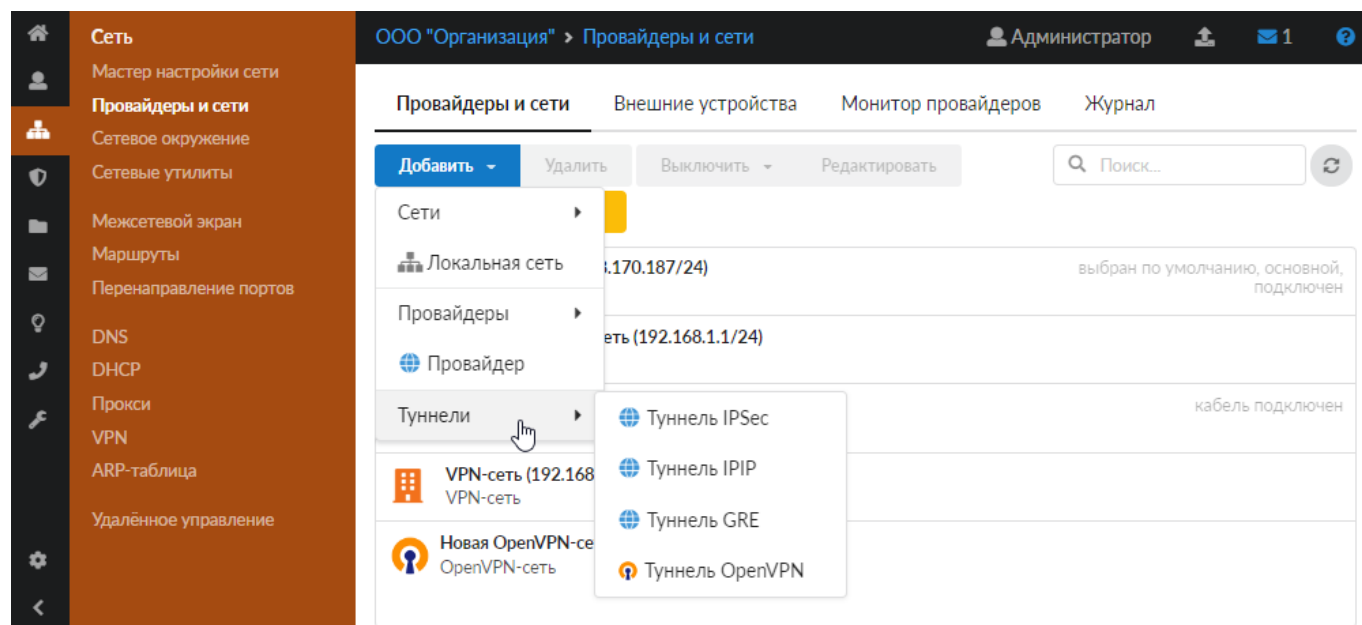 Сеть
Мастер настройки сети
Провайдеры и сети
Сетевое окружение
Сетевые утилиты
Межсетевой экран
Маршруты
Перенаправление портов
DNS
DHCP
Прокси
VPN
ARP-таблица
Удалённое управление
ООО "Организация" > Провайдеры и сети
Администратор
1
Провайдеры и сети Внешние устройства Монитор провайдеров Журнал
Добавить Удалить Выключить Редактировать Поиск...
Сети
Локальная сеть
Провайдеры
Провайдер
Туннели
Туннель IPSec
Туннель IPIP
Туннель GRE
Туннель OpenVPN
.170.187/24)
выбран по умолчанию, основной,
подключен
еть (192.168.1.1/24)
кабель подключен
VPN-сеть (192.168
VPN-сеть
Новая OpenVPN-се
OpenVPN-сеть